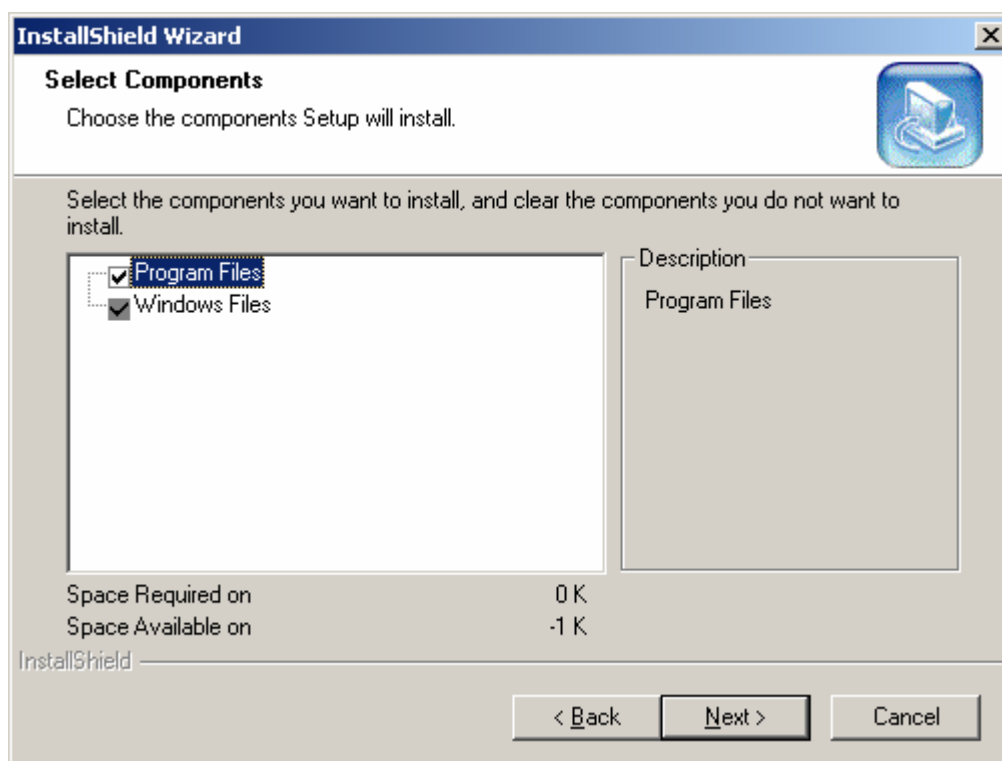 InstallShield Wizard
Select Components
Choose the components Setup will install.
Select the components you want to install, and clear the components you do not want to
install.
Program Files
Windows Files
Description
Program Files
Space Required on 0 K
Space Available on -1 K
InstallShield
< Back Next > Cancel